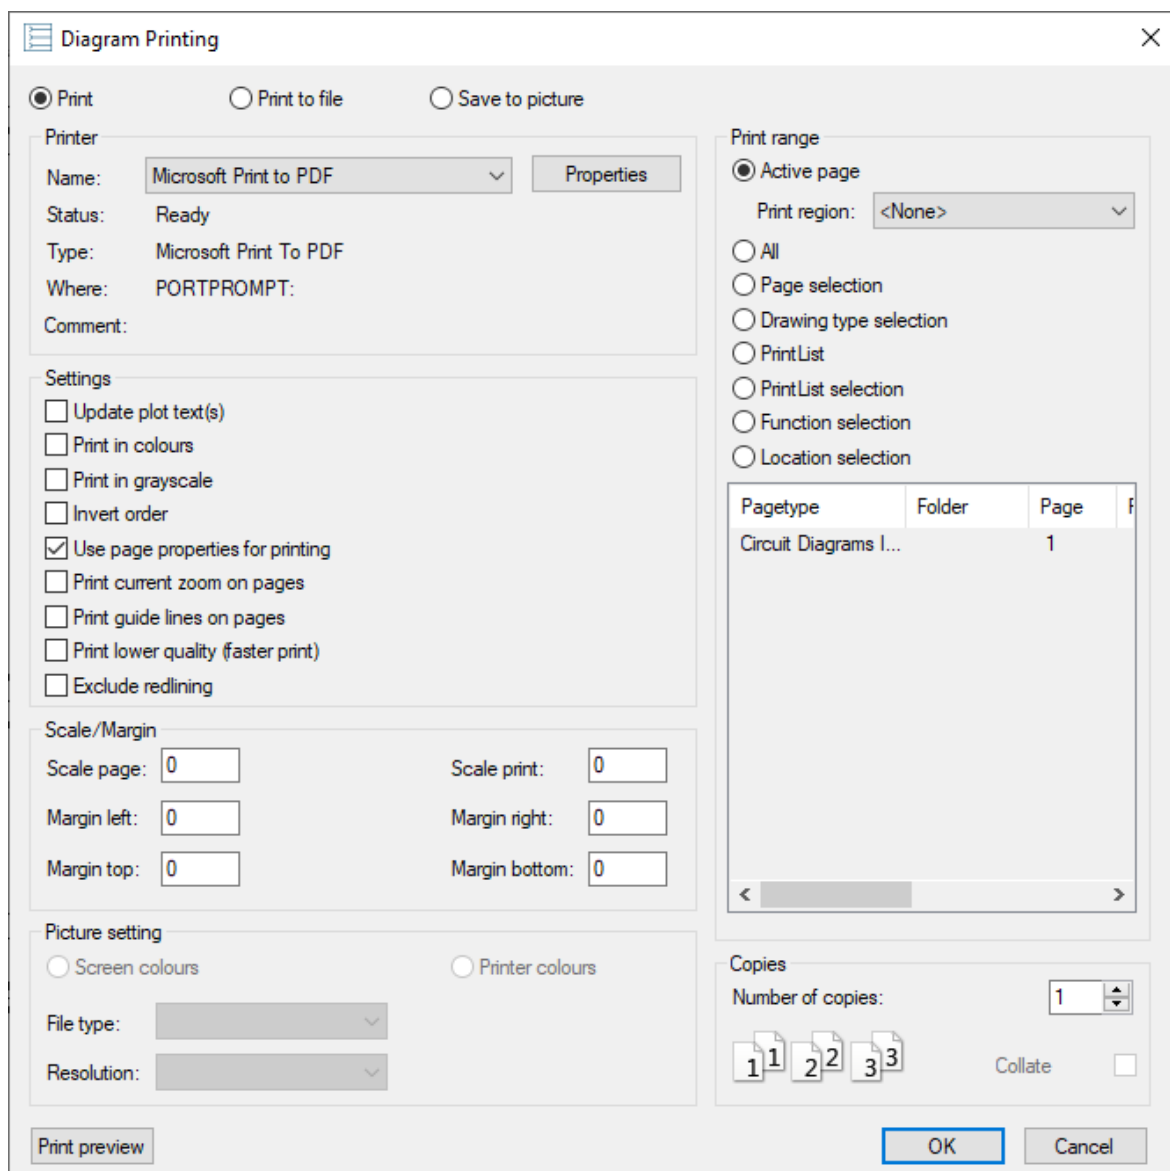 Diagram Printing
Print
Print to file
Save to picture
Printer
Name:
Microsoft Print to PDF
Properties
Status:
Ready
Type:
Microsoft Print To PDF
Where:
PORTPROMPT:
Comment:
Settings
Update plot text(s)
Print in colours
Print in grayscale
Invert order
Use page properties for printing
Print current zoom on pages
Print guide lines on pages
Print lower quality (faster print)
Exclude redlining
Scale/Margin
Scale page: 0
Scale print: 0
Margin left: 0
Margin right: 0
Margin top: 0
Margin bottom: 0
Picture setting
Screen colours
Printer colours
File type:
Resolution:
Print preview
Print range
Active page
Print region: <None>
All
Page selection
Drawing type selection
PrintList
PrintList selection
Function selection
Location selection
Pagetype Folder Page
Circuit Diagrams I... 1
Copies
Number of copies: 1
1 1 2 2 3 3
Collate
OK
Cancel